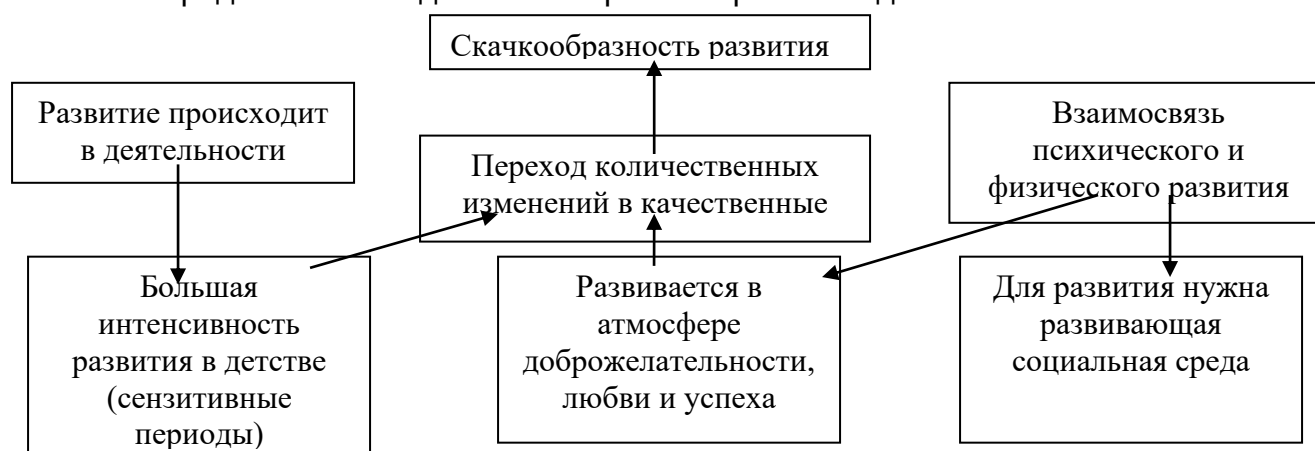 Скачкообразность развития
Развитие происходит
в деятельности
Переход количественных
изменений в качественные
Взаимосвязь
психического и
физического развития
Большая
интенсивность
развития в детстве
(сензитивные
периоды)
Развивается в
атмосфере
доброжелательности,
любви и успеха
Для развития нужна
развивающая
социальная среда